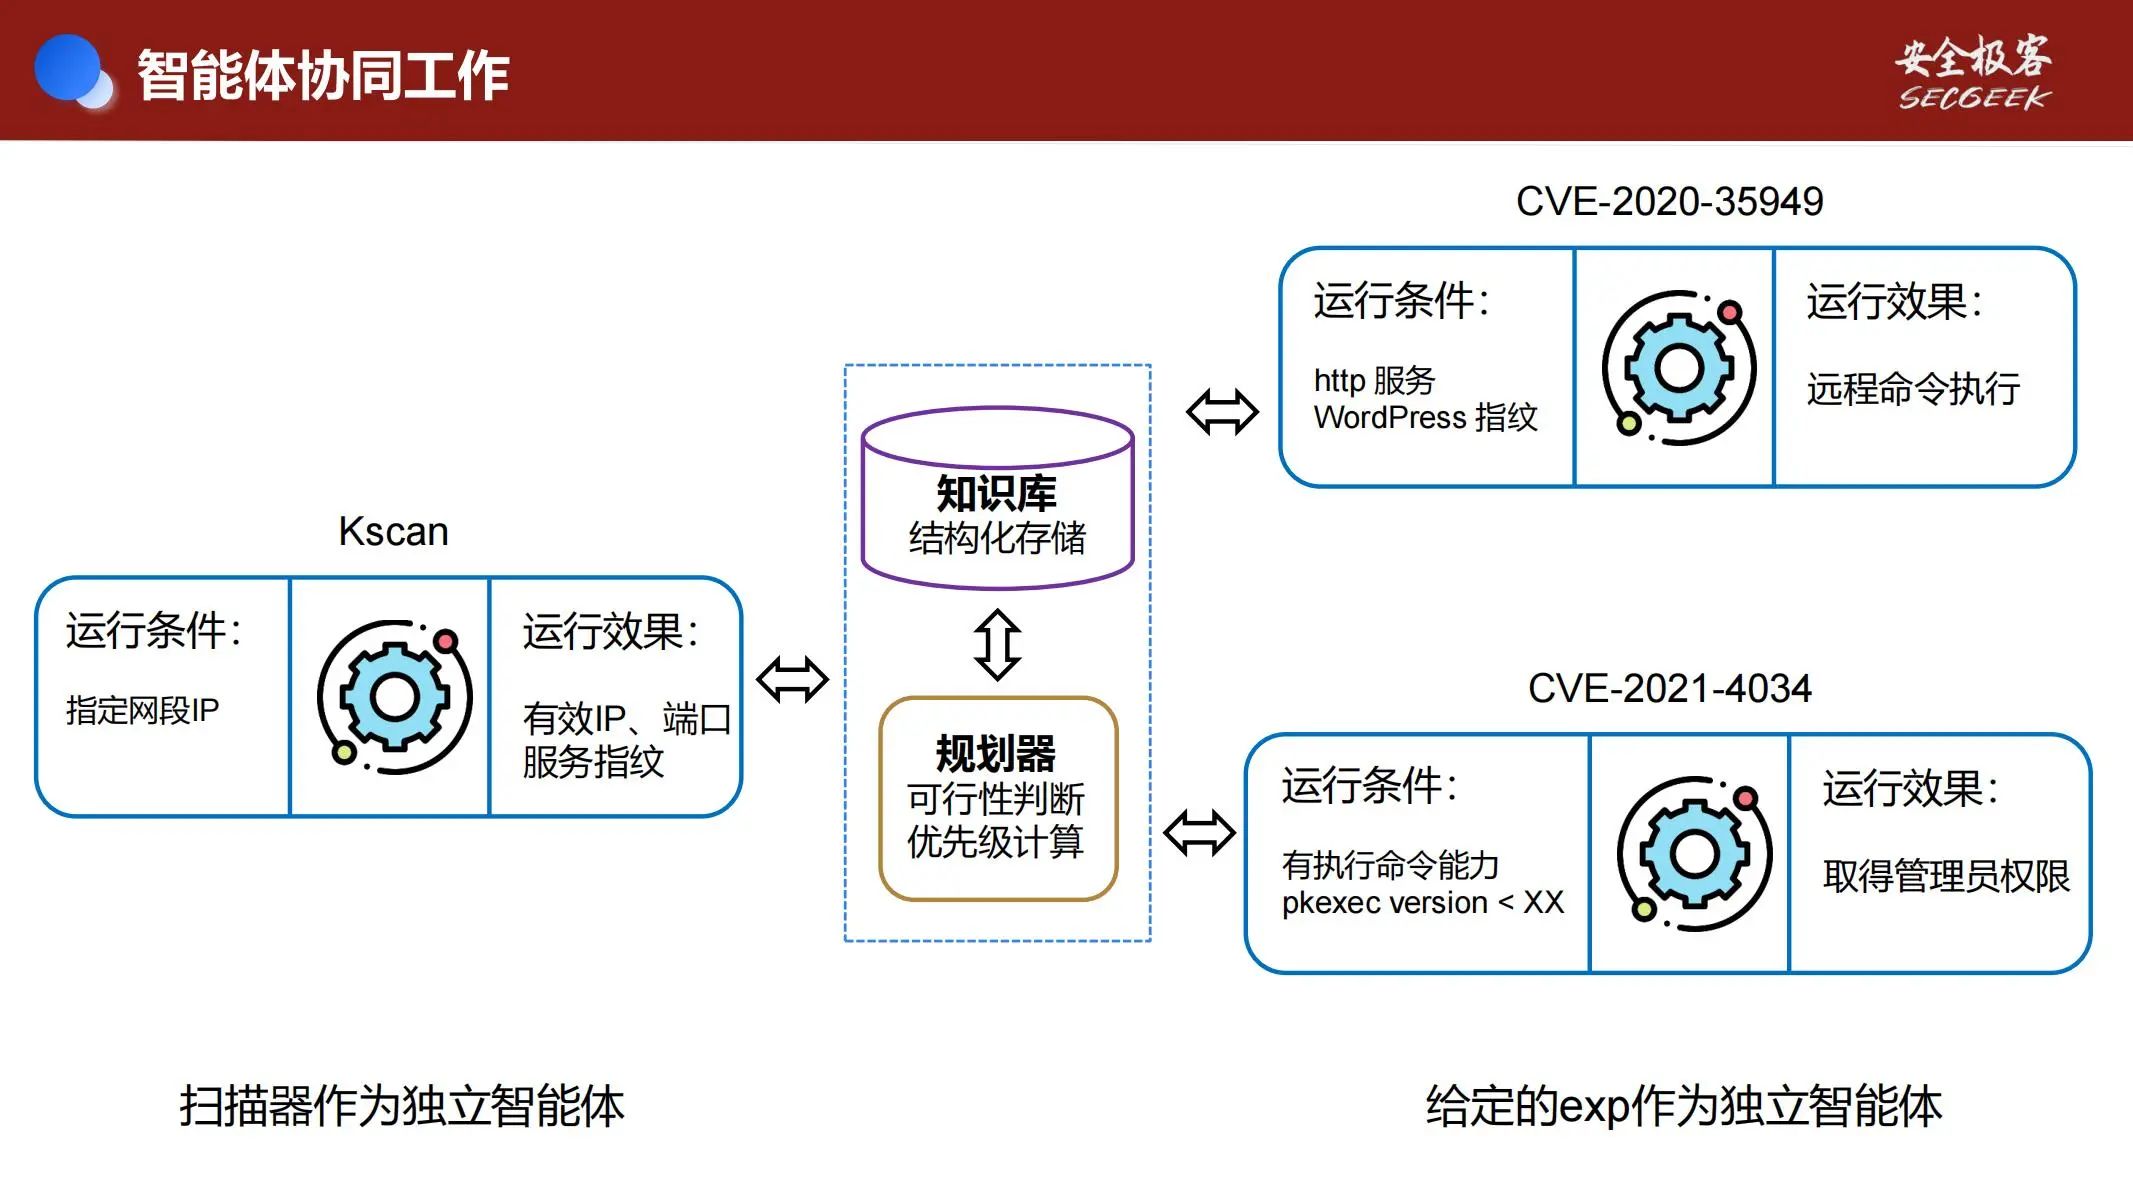 智能体协同工作
安全极客
SECGEEK
Kscan
运行条件：
指定网段IP
运行效果：
有效IP、端口
服务指纹
知识库
结构化存储
规划器
可行性判断
优先级计算
CVE-2020-35949
运行条件：
http 服务
WordPress 指纹
运行效果：
远程命令执行
CVE-2021-4034
运行条件：
有执行命令能力
pkexec version < XX
运行效果：
取得管理员权限
扫描器作为独立智能体
给定的exp作为独立智能体